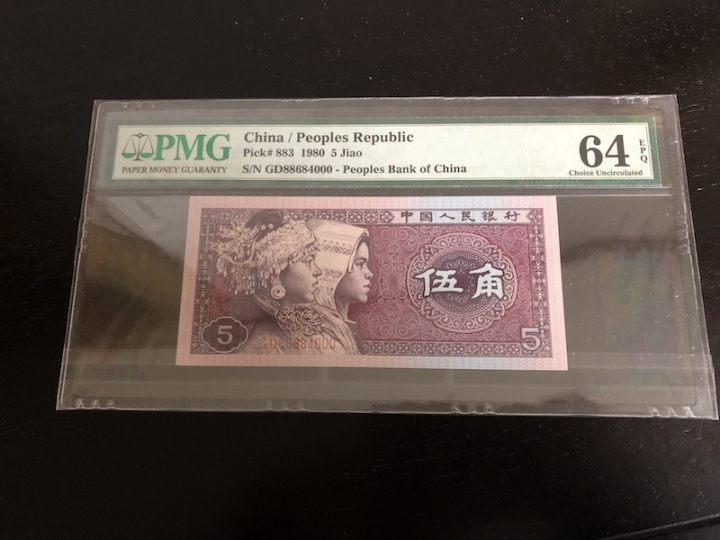 PMG
PAPER MONEY GUARANTY
China / Peoples Republic
Pick# 883 1980 5 Jiao
S/N GD88684000 - Peoples Bank of China
64 EPQ
Choice Uncirculated
中国人民银行
伍角
5
GD88684000
5